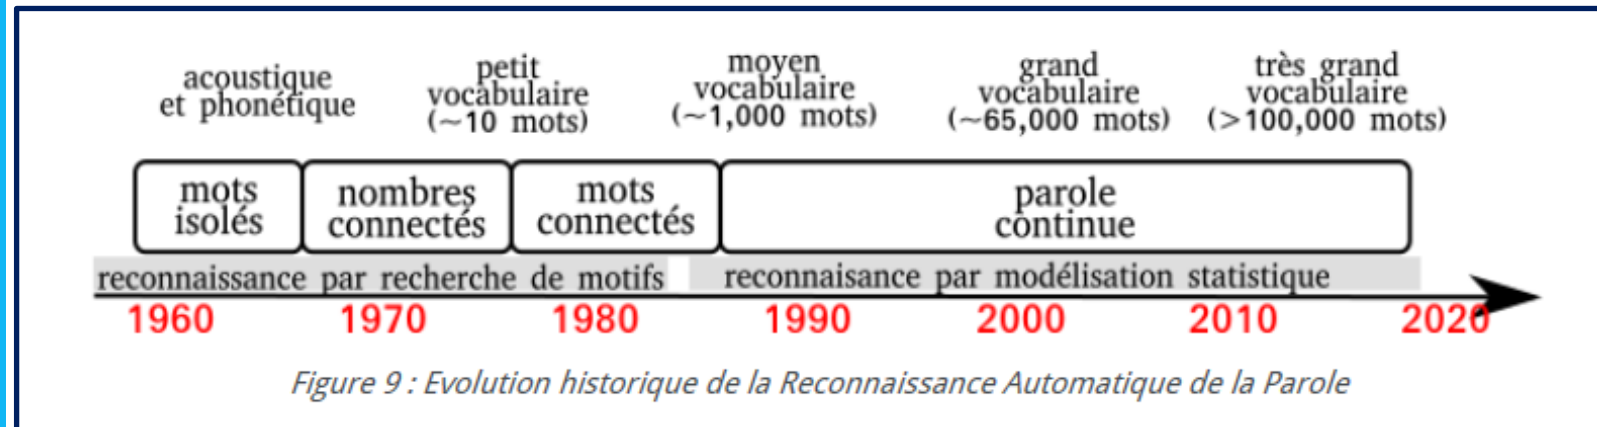 acoustique
et phonétique
petit
vocabulaire
(~10 mots)
moyen
vocabulaire
(~1,000 mots)
grand
vocabulaire
(~65,000 mots)
très grand
vocabulaire
(>100,000 mots)
mots
isolés
nombres
connectés
mots
connectés
parole
continue
reconnaissance par recherche de motifs
reconnaisance par modélisation statistique
1960 1970 1980 1990 2000 2010 2020
Figure 9 : Evolution historique de la Reconnaissance Automatique de la Parole